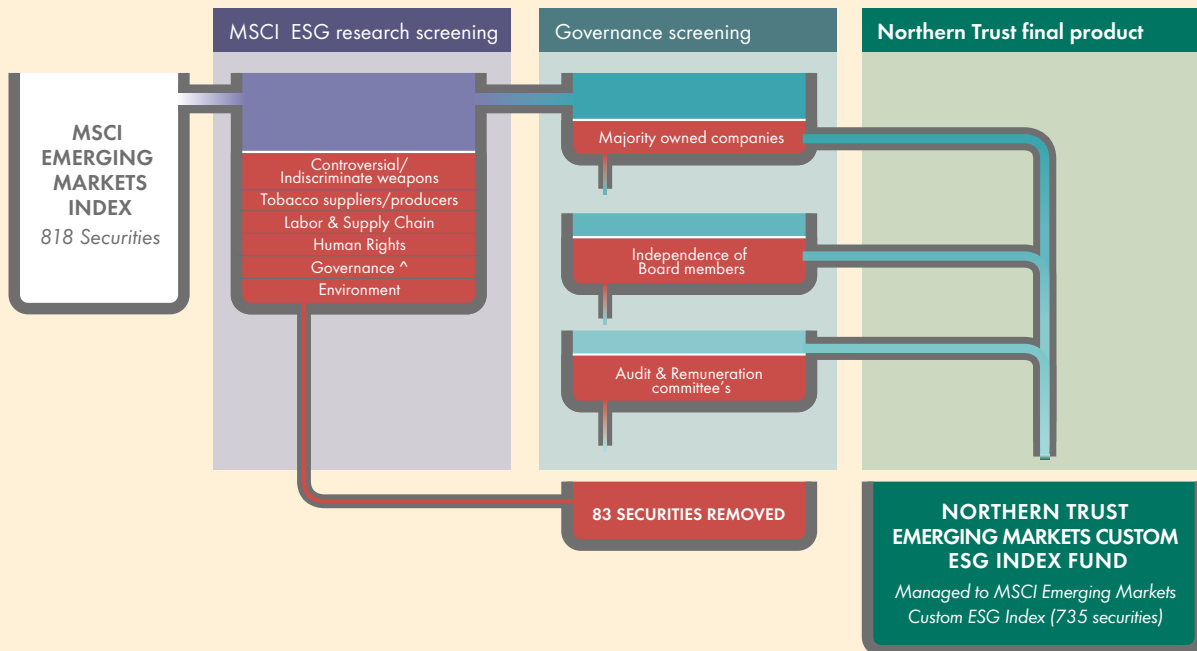 MSCI ESG research screening
Governance screening
Northern Trust final product
MSCI
EMERGING
MARKETS
INDEX
818 Securities
Controversial/
Indiscriminate weapons
Tobacco suppliers/producers
Labor & Supply Chain
Human Rights
Governance ^
Environment
Majority owned companies
Independence of
Board members
Audit & Remuneration
committee's
83 SECURITIES REMOVED
NORTHERN TRUST
EMERGING MARKETS CUSTOM
ESG INDEX FUND
Managed to MSCI Emerging Markets
Custom ESG Index (735 securities)